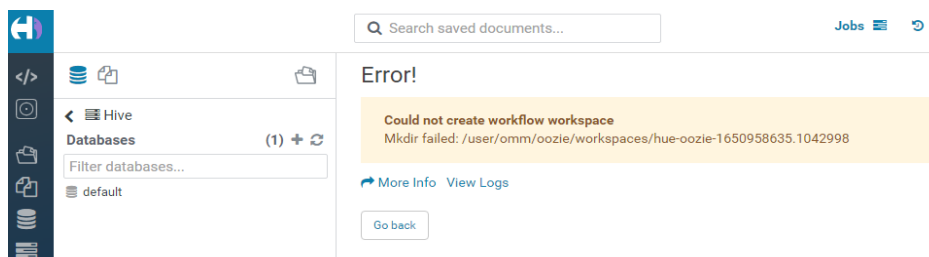 Search saved documents...
Jobs
</>
Error!
Hive
Databases (1)
Filter databases...
default
Could not create workflow workspace
Mkdir failed: /user/omm/oozie/workspaces/hue-oozie-1650958635.1042998
More Info View Logs
Go back